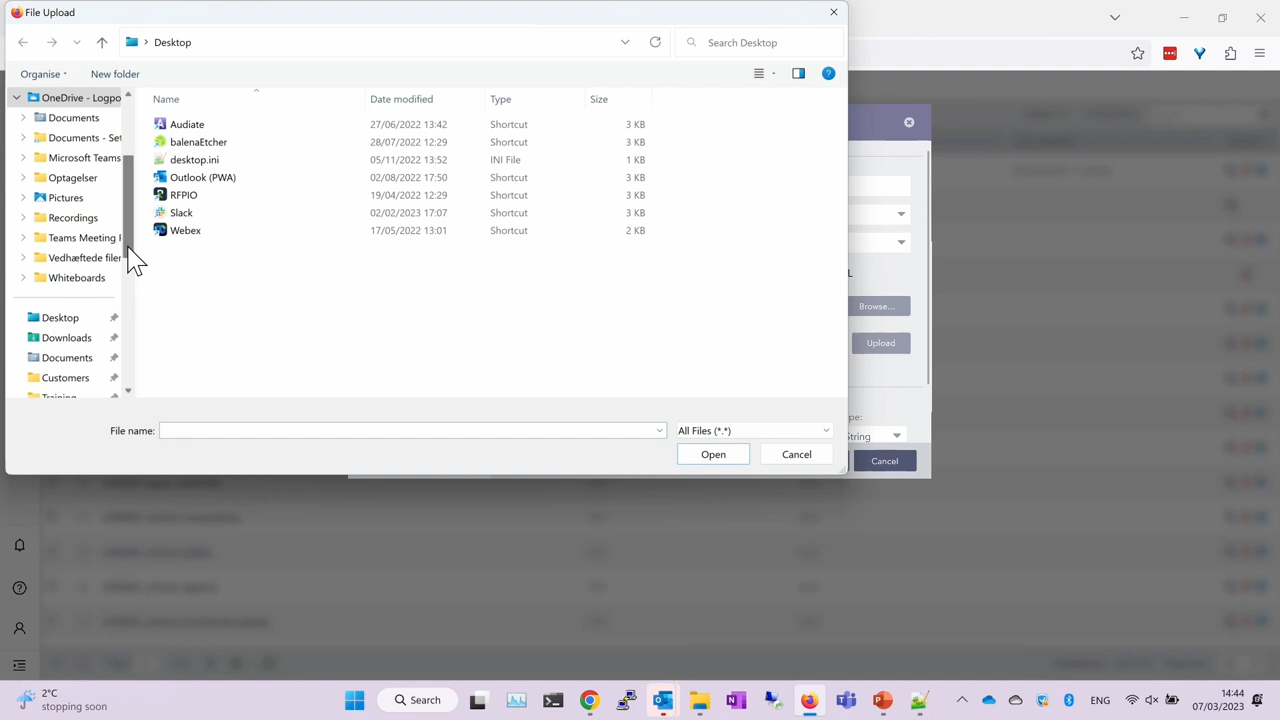 File Upload
Desktop
Search Desktop
Organise
New folder
OneDrive - Logpo
Documents
Documents - Set
Microsoft Teams
Optagelser
Pictures
Recordings
Teams Meeting
Vedhæftede filer
Whiteboards
Desktop
Downloads
Documents
Customers
Training
Name Date modified Type Size
Audiate 27/06/2022 13:42 Shortcut 3 KB
balenaEtcher 28/07/2022 12:29 Shortcut 3 KB
desktop.ini 05/11/2022 13:52 INI File 1 KB
Outlook (PWA) 02/08/2022 17:50 Shortcut 3 KB
RFPIO 19/04/2022 12:29 Shortcut 3 KB
Slack 02/02/2023 17:07 Shortcut 3 KB
Webex 17/05/2022 13:01 Shortcut 2 KB
File name:
All Files (*.*)
Open
Cancel
L
Browse...
Upload
pe:
String
Cancel
2°C
stopping soon
Search
ENG
14:44
07/03/2023